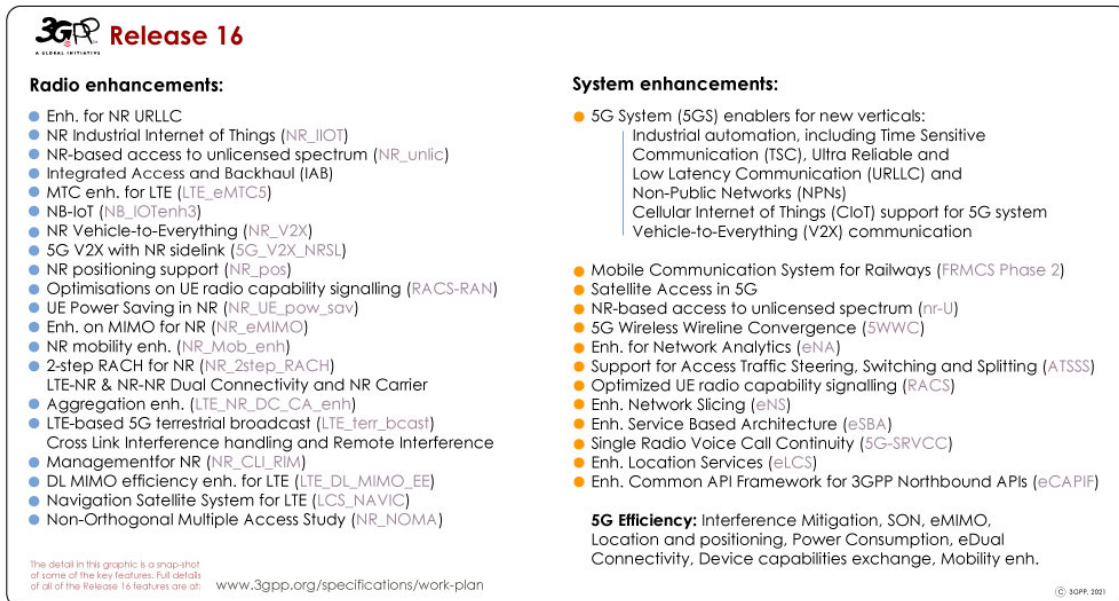 3GPP
A GLOBAL INITIATIVE
Release 16
Radio enhancements:
Enh. for NR URLLC
NR Industrial Internet of Things (NR_IIOT)
NR-based access to unlicensed spectrum (NR_unlic)
Integrated Access and Backhaul (IAB)
MTC enh. for LTE (LTE_eMTC5)
NB-IoT (NB_IOTenh3)
NR Vehicle-to-Everything (NR_V2X)
5G V2X with NR sidelink (5G_V2X_NRSL)
NR positioning support (NR_pos)
Optimisations on UE radio capability signalling (RACS-RAN)
UE Power Saving in NR (NR_UE_pow_sav)
Enh. on MIMO for NR (NR_eMIMO)
NR mobility enh. (NR_Mob_enh)
2-step RACH for NR (NR_2step_RACH)
LTE-NR & NR-NR Dual Connectivity and NR Carrier
Aggregation enh. (LTE_NR_DC_CA_enh)
LTE-based 5G terrestrial broadcast (LTE_terr_bcast)
Cross Link Interference handling and Remote Interference
Managementfor NR (NR_CLI_RIM)
DL MIMO efficiency enh. for LTE (LTE_DL_MIMO_EE)
Navigation Satellite System for LTE (LCS_NAVIC)
Non-Orthogonal Multiple Access Study (NR_NOMA)
The detail in this graphic is a snap-shot
of some of the key features. Full details
of all of the Release 16 features are at:
www.3gpp.org/specifications/work-plan
System enhancements:
5G System (5GS) enablers for new verticals:
Industrial automation, including Time Sensitive
Communication (TSC), Ultra Reliable and
Low Latency Communication (URLLC) and
Non-Public Networks (NPNs)
Cellular Internet of Things (CIoT) support for 5G system
Vehicle-to-Everything (V2X) communication
Mobile Communication System for Railways (FRMCS Phase 2)
Satellite Access in 5G
NR-based access to unlicensed spectrum (nr-U)
5G Wireless Wireline Convergence (5WWC)
Enh. for Network Analytics (eNA)
Support for Access Traffic Steering, Switching and Splitting (ATSSS)
Optimized UE radio capability signalling (RACS)
Enh. Network Slicing (eNS)
Enh. Service Based Architecture (eSBA)
Single Radio Voice Call Continuity (5G-SRVCC)
Enh. Location Services (eLCS)
Enh. Common API Framework for 3GPP Northbound APIs (eCAPIF)
5G Efficiency: Interference Mitigation, SON, eMIMO,
Location and positioning, Power Consumption, eDual
Connectivity, Device capabilities exchange, Mobility enh.
© 3GPP, 2021